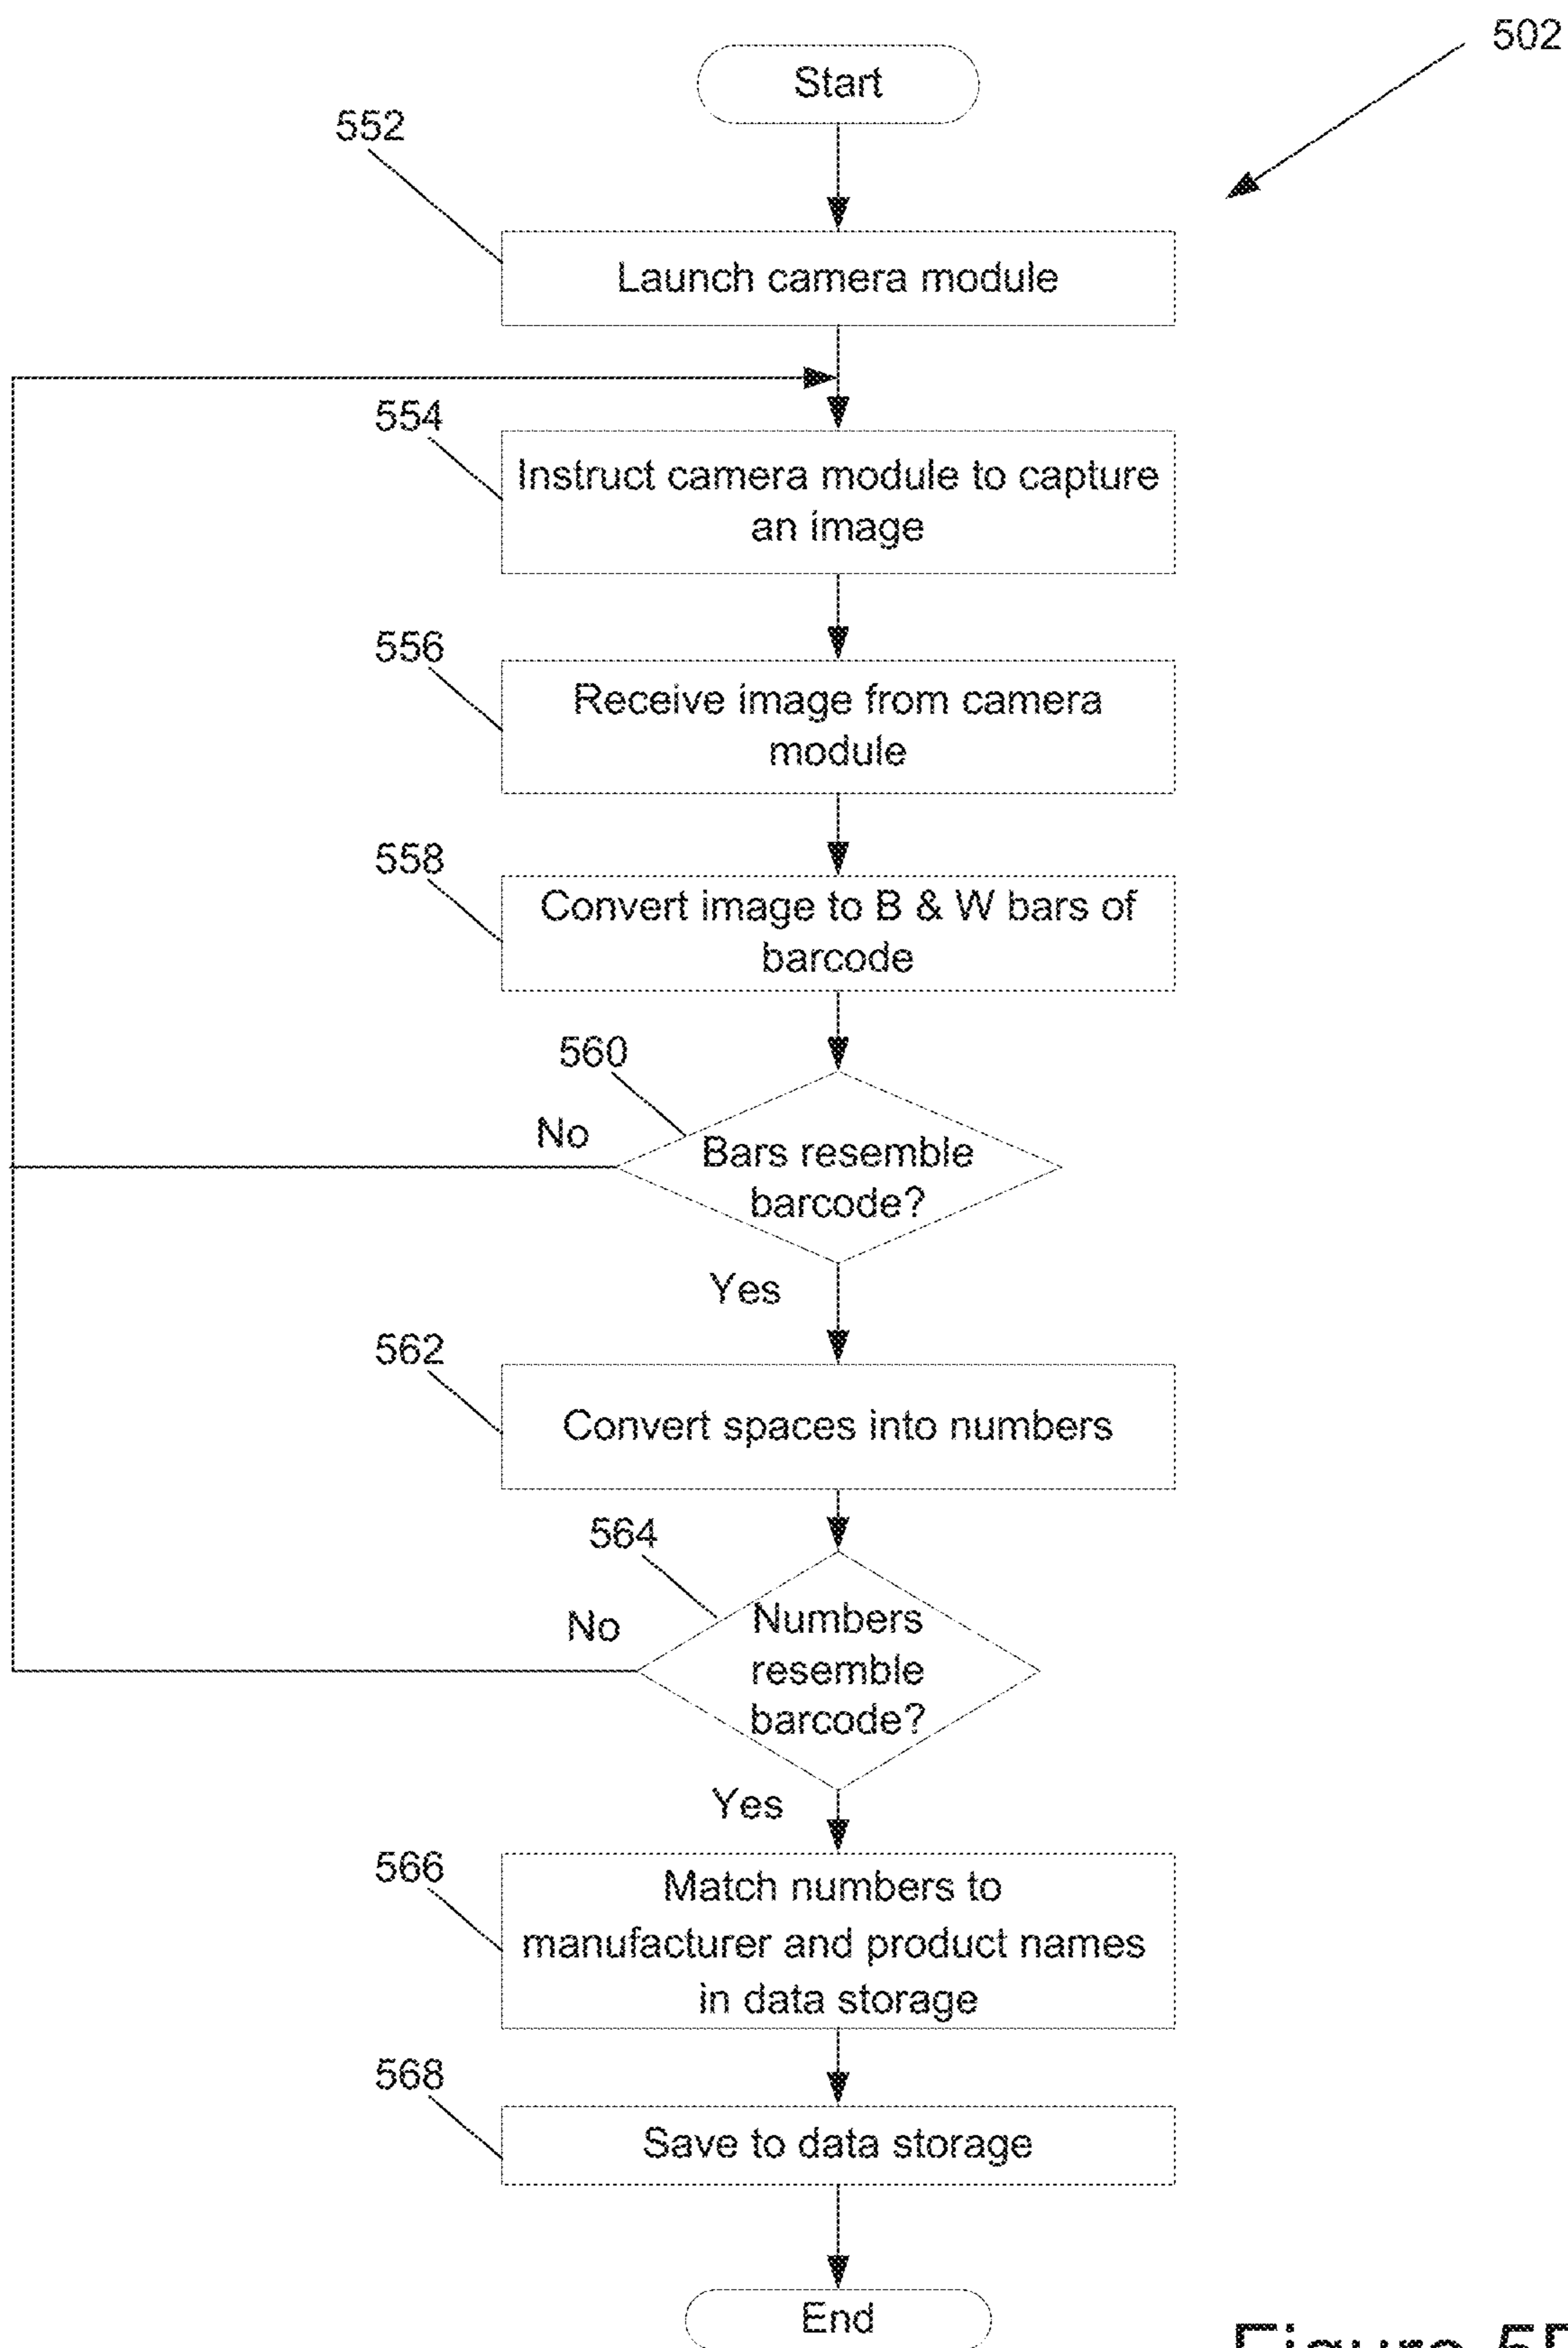 502
Start
552
Launch camera module
554
Instruct camera module to capture
an image
556
Receive image from camera
module
558
Convert image to B & W bars of
barcode
560
No
Bars resemble
barcode?
Yes
562
Convert spaces into numbers
564
No
Numbers
resemble
barcode?
Yes
566
Match numbers to
manufacturer and product names
in data storage
568
Save to data storage
End
Figure